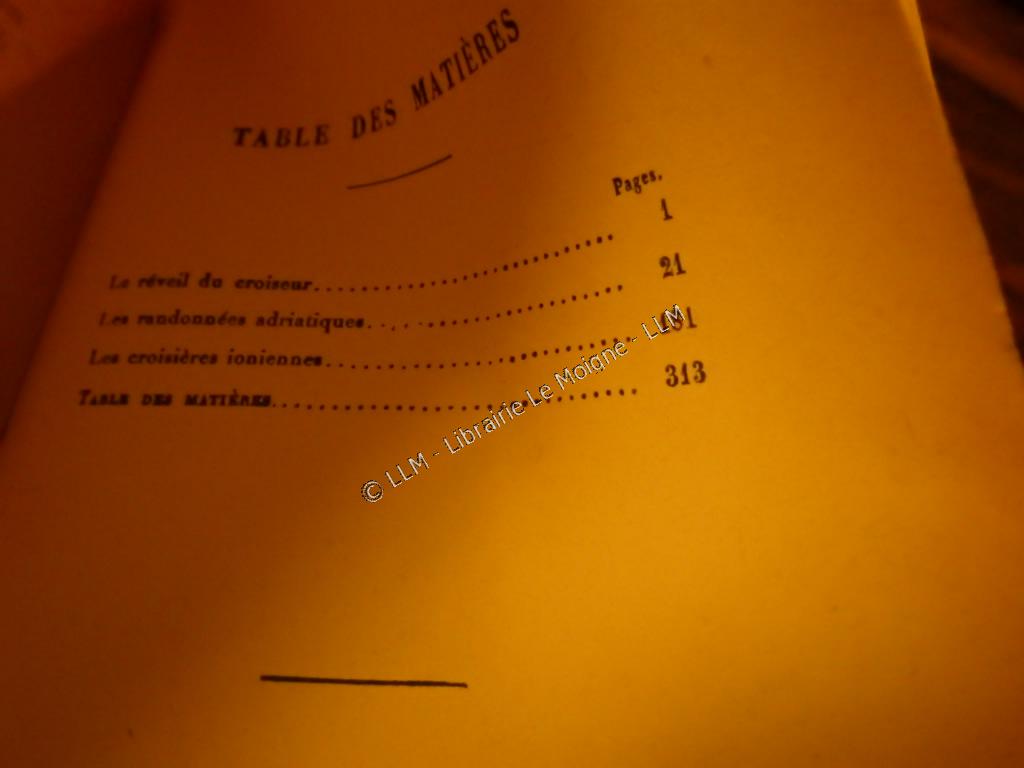 TABLE DES MATIÈRES
Pages.
Le réveil du croiseur 1
Les randonnées adriatiques 21
Les croisières ioniennes
TABLE DES MATIÈRES 313
© LLM - Librairie Le Moigne - LLM